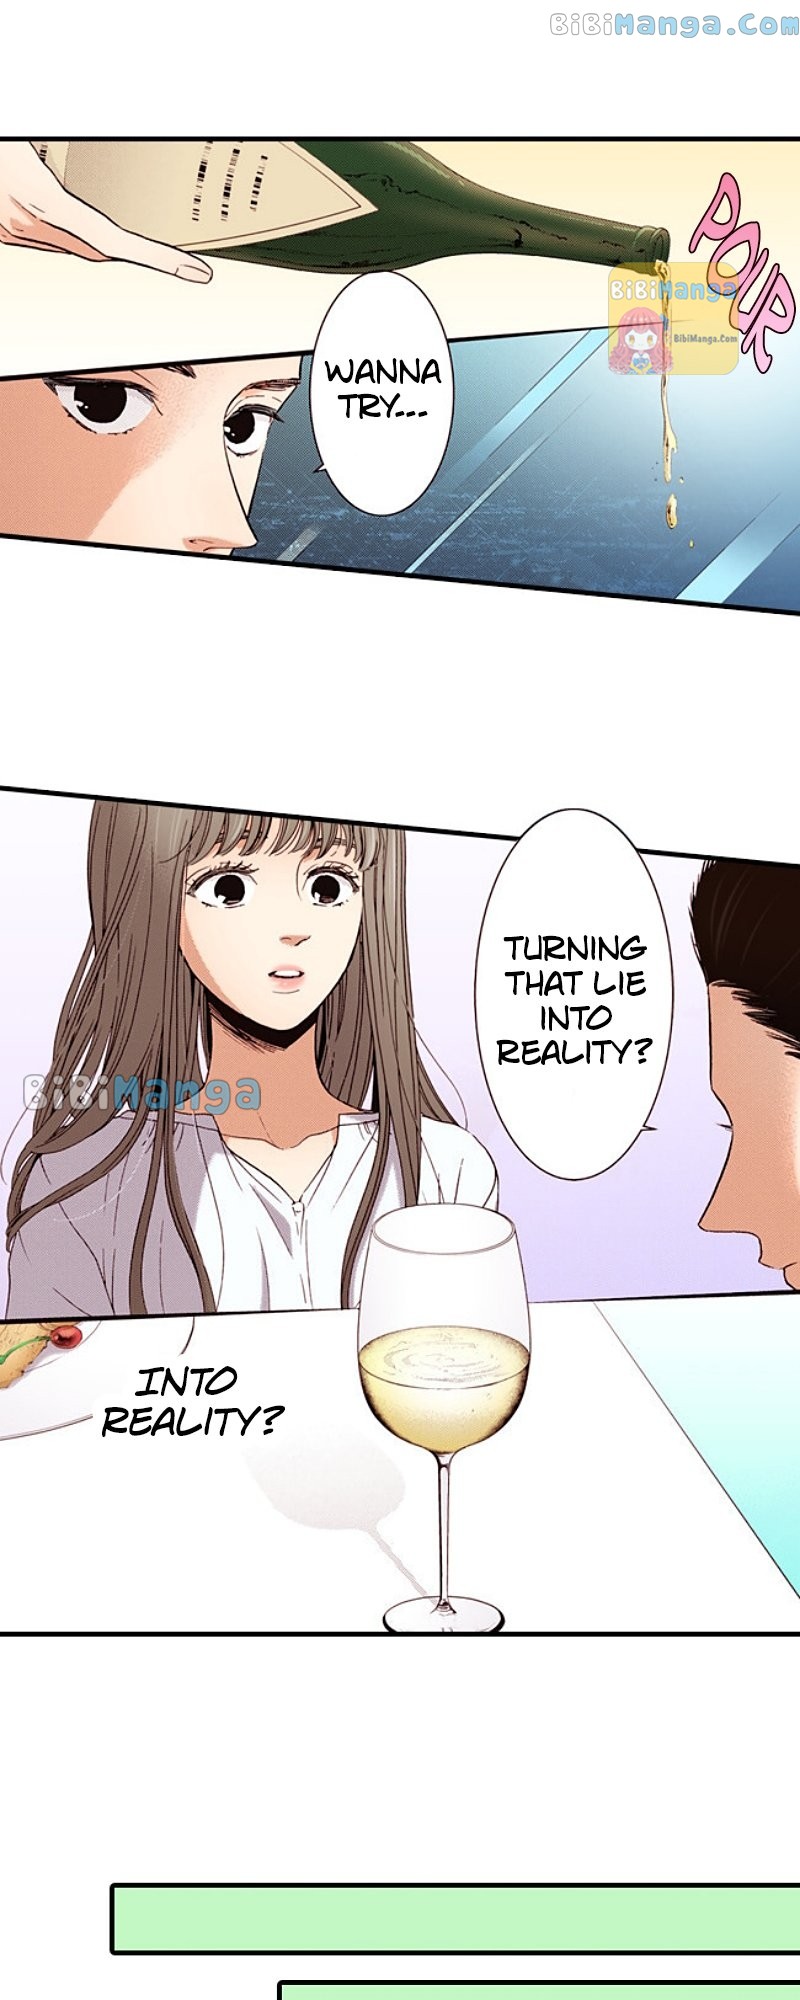 BiBiManga.Com
POUR
BiBiManga
BibiManga.Com
WANNA
TRY...
TURNING
THAT LIE
INTO
REALITY?
BiBiManga
INTO
REALITY?